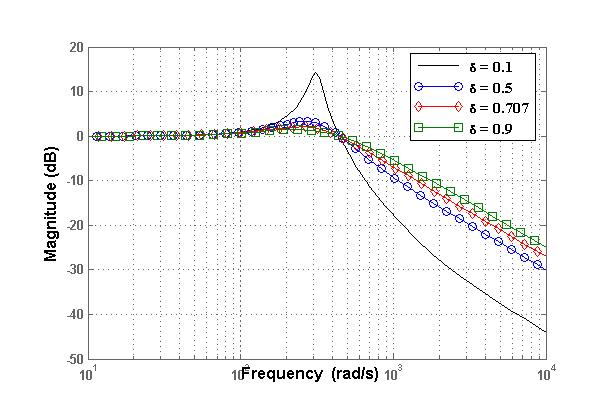 20
10
0
-10
-20
-30
-40
-50
Magnitude (dB)
δ = 0.1
δ = 0.5
δ = 0.707
δ = 0.9
10^1
10^3
10^4
Frequency (rad/s)